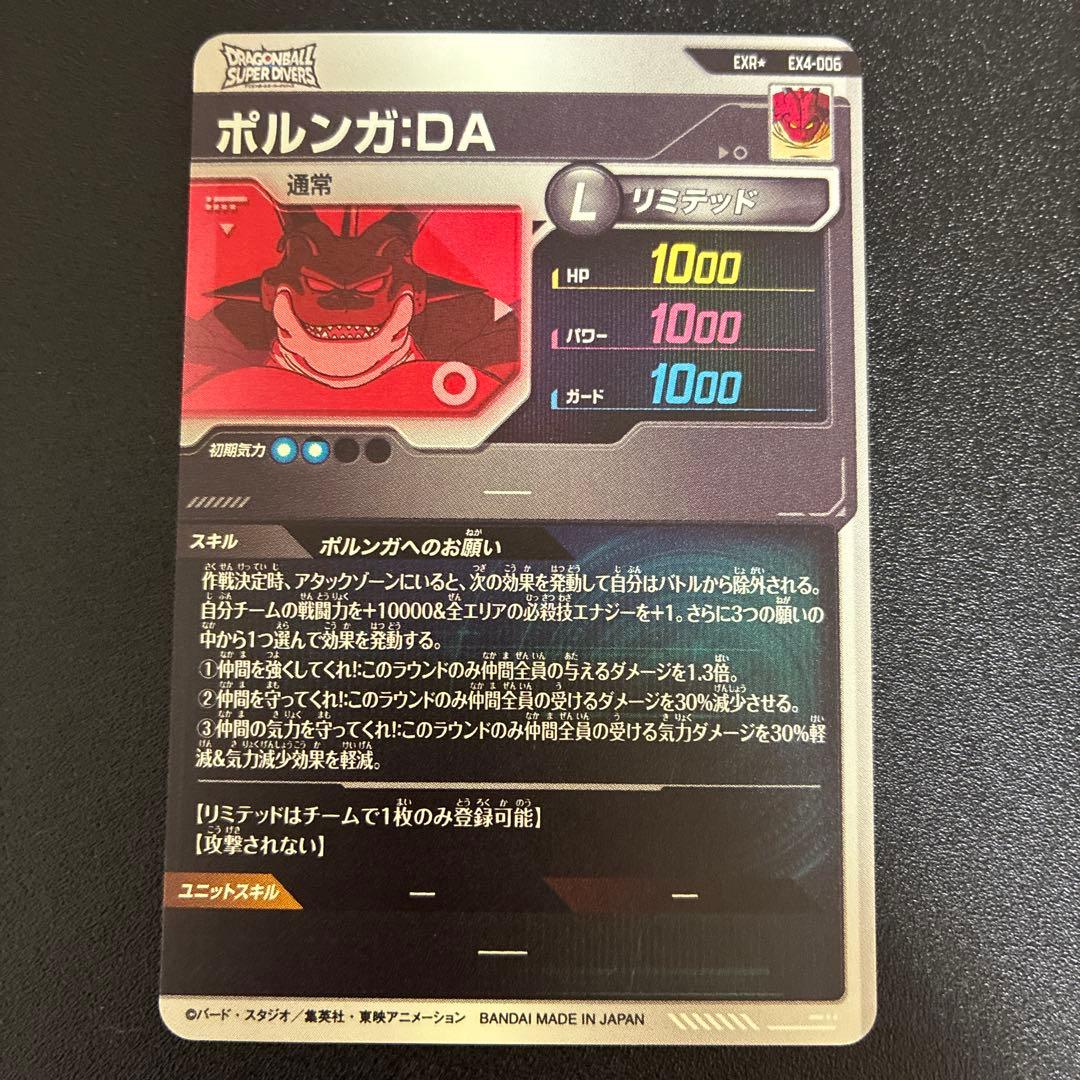 DRAGONBALL
SUPER DIVERS
EXR★ EX4-006
ポルンガ:DA
通常
L リミテッド
HP 1000
パワー 1000
ガード 1000
初期気力
スキル ポルンガへのお願い
作戦決定時、アタックゾーンにいると、次の効果を発動して自分はバトルから除外される。
自分チームの戦闘力を+10000&全エリアの必殺技エナジーを+1。さらに3つの願いの
中から1つ選んで効果を発動する。
①仲間を強くしてくれ!:このラウンドのみ仲間全員の与えるダメージを1.3倍。
②仲間を守ってくれ!:このラウンドのみ仲間全員の受けるダメージを30%減少させる。
③仲間の気力を守ってくれ!:このラウンドのみ仲間全員の受ける気力ダメージを30%軽
減&気力減少効果を軽減。
【リミテッドはチームで1枚のみ登録可能】
【攻撃されない】
ユニットスキル
©バード・スタジオ/集英社・東映アニメーション BANDAI MADE IN JAPAN